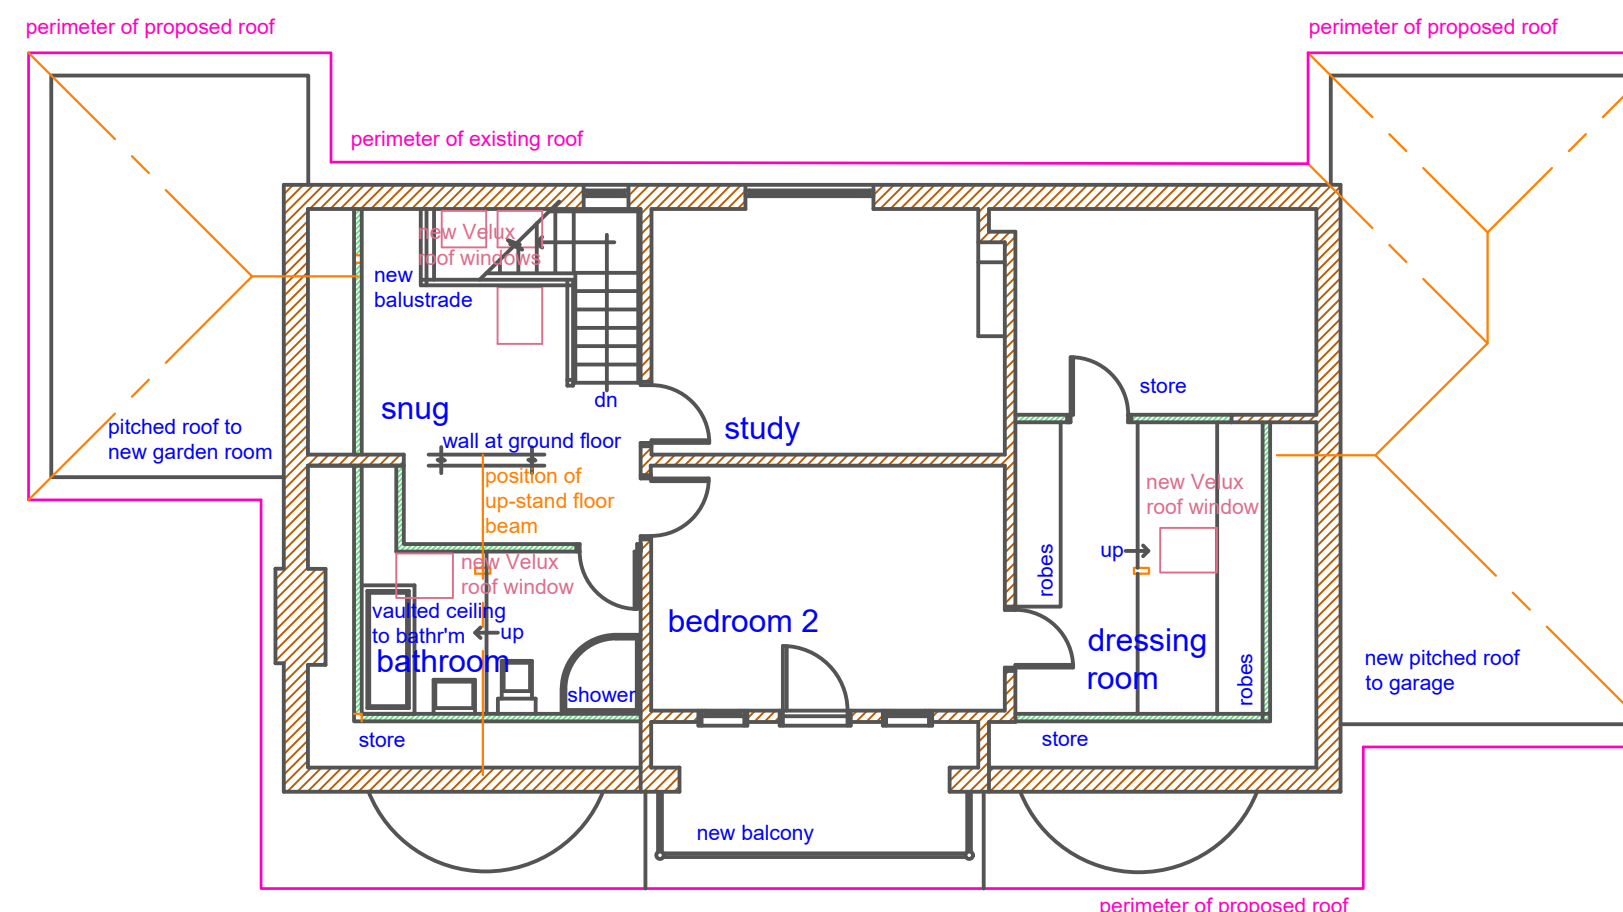 perimeter of proposed roof
perimeter of proposed roof
perimeter of existing roof
new Velux
roof windows
new
balustrade
dn
store
snug
study
pitched roof to
new garden room
wall at ground floor
position of
up-stand floor
beam
new Velux
roof window
new Velux
roof window
up
robes
vaulted ceiling
to bathr'm
up
bathroom
shower
bedroom 2
dressing
room
robes
new pitched roof
to garage
store
store
new balcony
perimeter of proposed roof